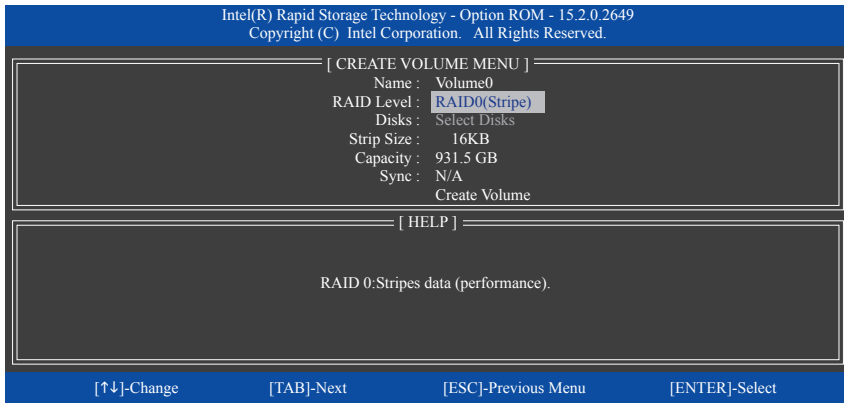 Intel(R) Rapid Storage Technology - Option ROM - 15.2.0.2649
Copyright (C) Intel Corporation. All Rights Reserved.
[ CREATE VOLUME MENU ]
Name : Volume0
RAID Level : RAID0(Stripe)
Disks : Select Disks
Strip Size : 16KB
Capacity : 931.5 GB
Sync : N/A
Create Volume
[ HELP ]
RAID 0:Stripes data (performance).
[↑↓]-Change [TAB]-Next [ESC]-Previous Menu [ENTER]-Select